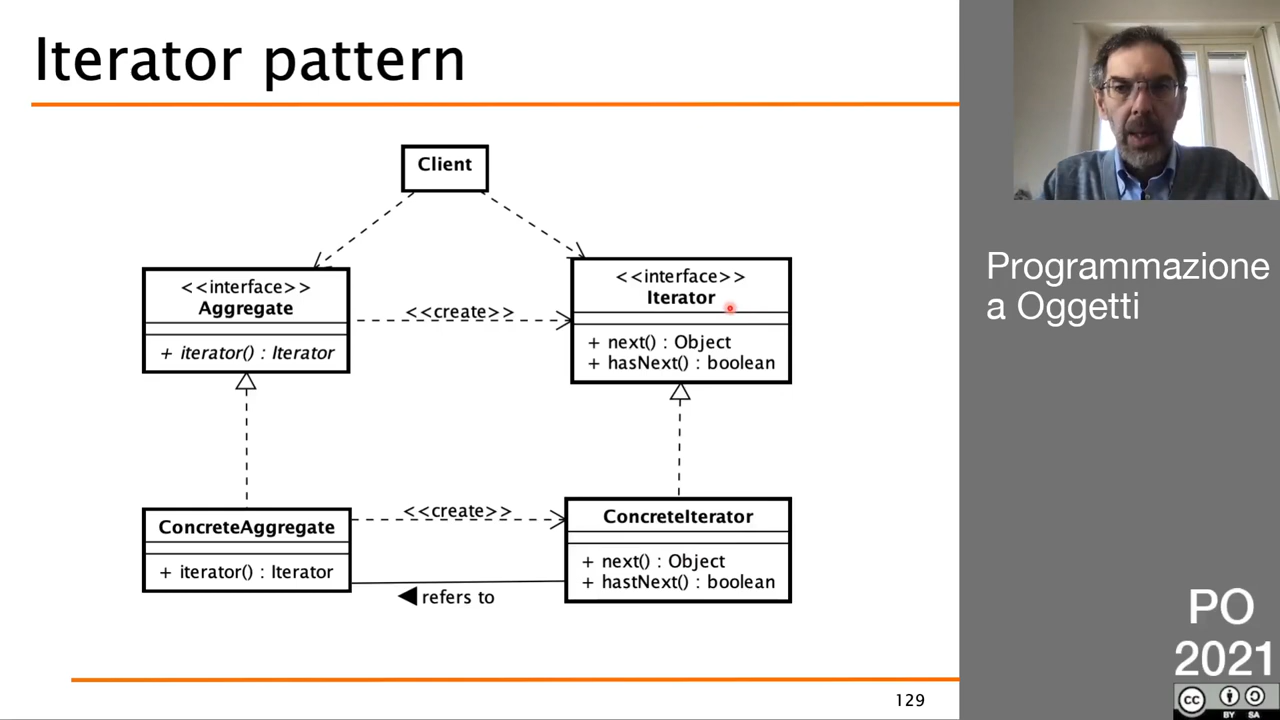 Iterator pattern
Client
<<interface>>
Aggregate
+ iterator() : Iterator
<<create>>
<<interface>>
Iterator
+ next() : Object
+ hasNext() : boolean
ConcreteAggregate
+ iterator() : Iterator
<<create>>
refers to
ConcreteIterator
+ next() : Object
+ hastNext() : boolean
129
Programmazione
a Oggetti
PO
2021
cc
BY SA